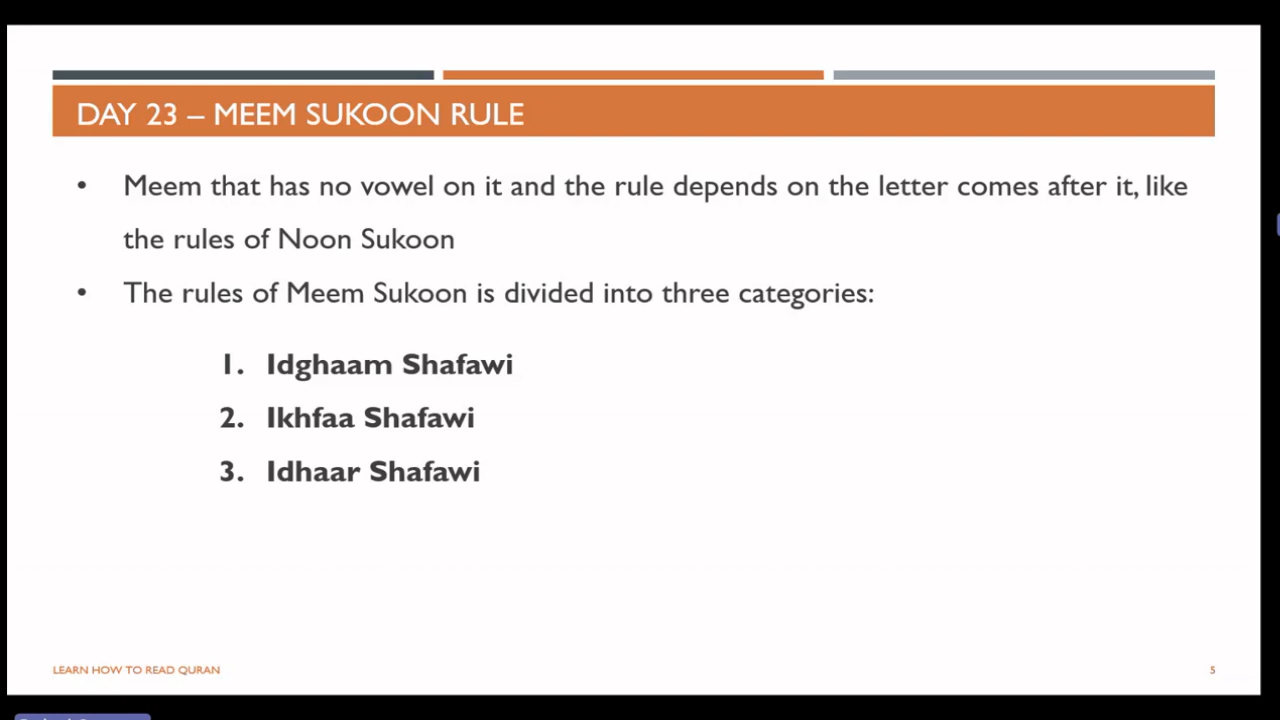 DAY 23 – MEEM SUKOON RULE
• Meem that has no vowel on it and the rule depends on the letter comes after it, like
the rules of Noon Sukoon
• The rules of Meem Sukoon is divided into three categories:
1. Idghaam Shafawi
2. Ikhfaa Shafawi
3. Idhaar Shafawi
LEARN HOW TO READ QURAN
5